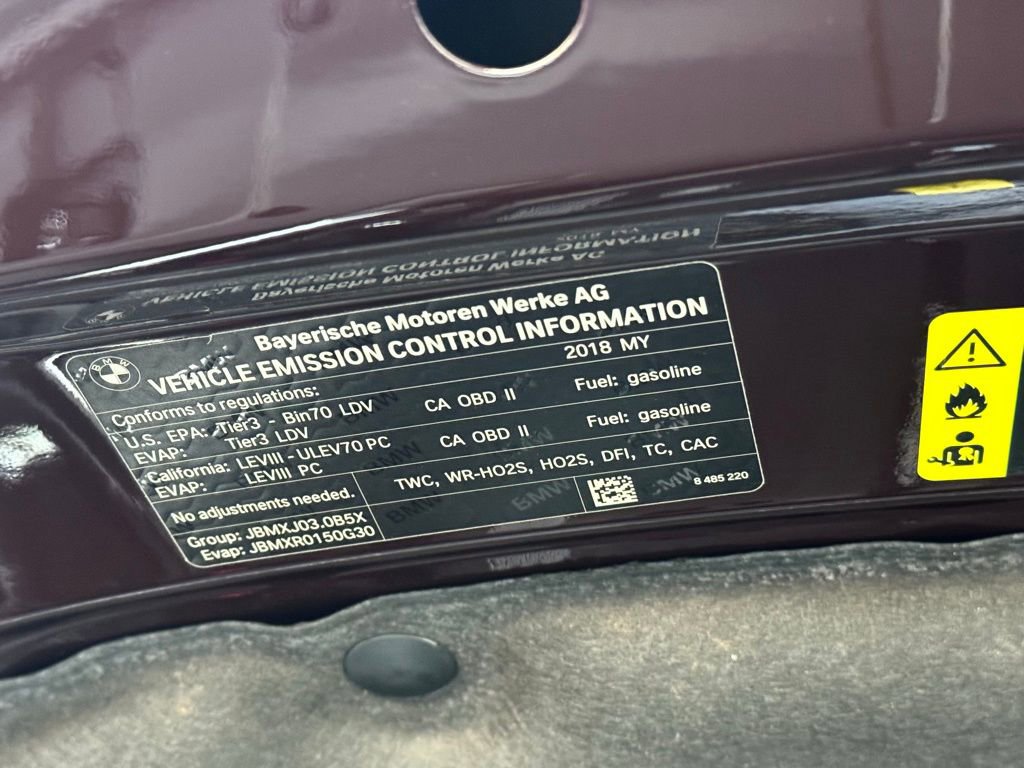 BMW
Bayerische Motoren Werke AG
VEHICLE EMISSION CONTROL INFORMATION
Conforms to regulations: 2018 MY
U.S. EPA: Tier3 - Bin70 LDV CA OBD II Fuel: gasoline
EVAP: Tier3 LDV
California: LEVIII - ULEV70 PC CA OBD II Fuel: gasoline
EVAP: LEVIII PC
No adjustments needed. TWC, WR-HO2S, HO2S, DFI, TC, CAC
Group: JBMXJ03.0B5X
Evap: JBMXR0150G30
8 485 220